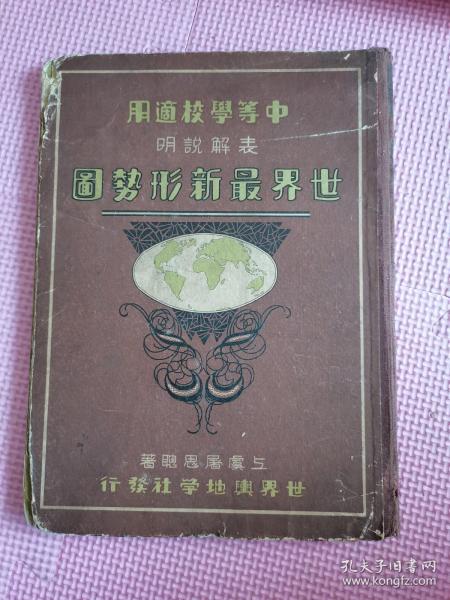 中等學校適用
表解說明
世界最新形勢圖
上虞屠思聰著
世界輿地学社發行
孔夫子旧书网
www.kongfz.com